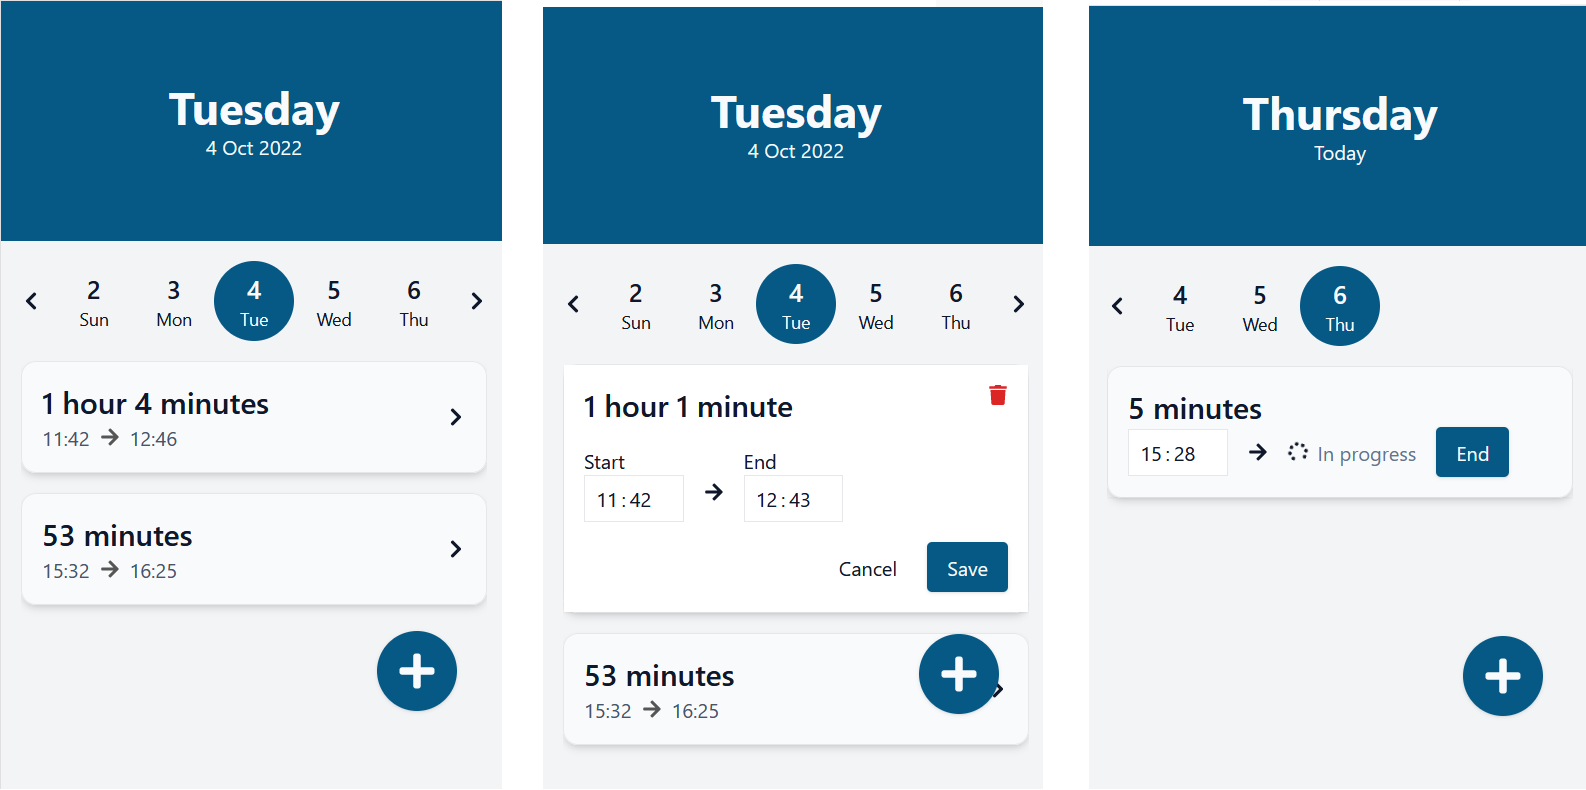 Tuesday
4 Oct 2022
2 3 4 5 6
Sun Mon Tue Wed Thu
1 hour 4 minutes
11:42 → 12:46
53 minutes
15:32 → 16:25
Tuesday
4 Oct 2022
2 3 4 5 6
Sun Mon Tue Wed Thu
1 hour 1 minute
Start End
11:42 → 12:43
Cancel Save
53 minutes
15:32 → 16:25
Thursday
Today
4 5 6
Tue Wed Thu
5 minutes
15:28 → In progress End